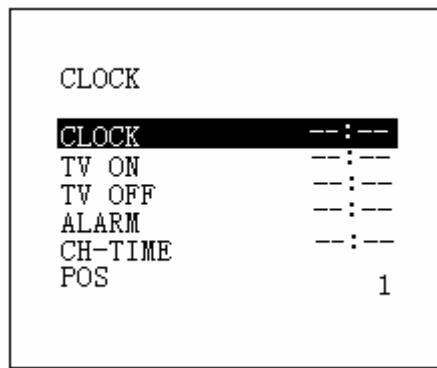 CLOCK
CLOCK --:--
TV ON --:--
TV OFF --:--
ALARM --:--
CH-TIME --:--
POS 1